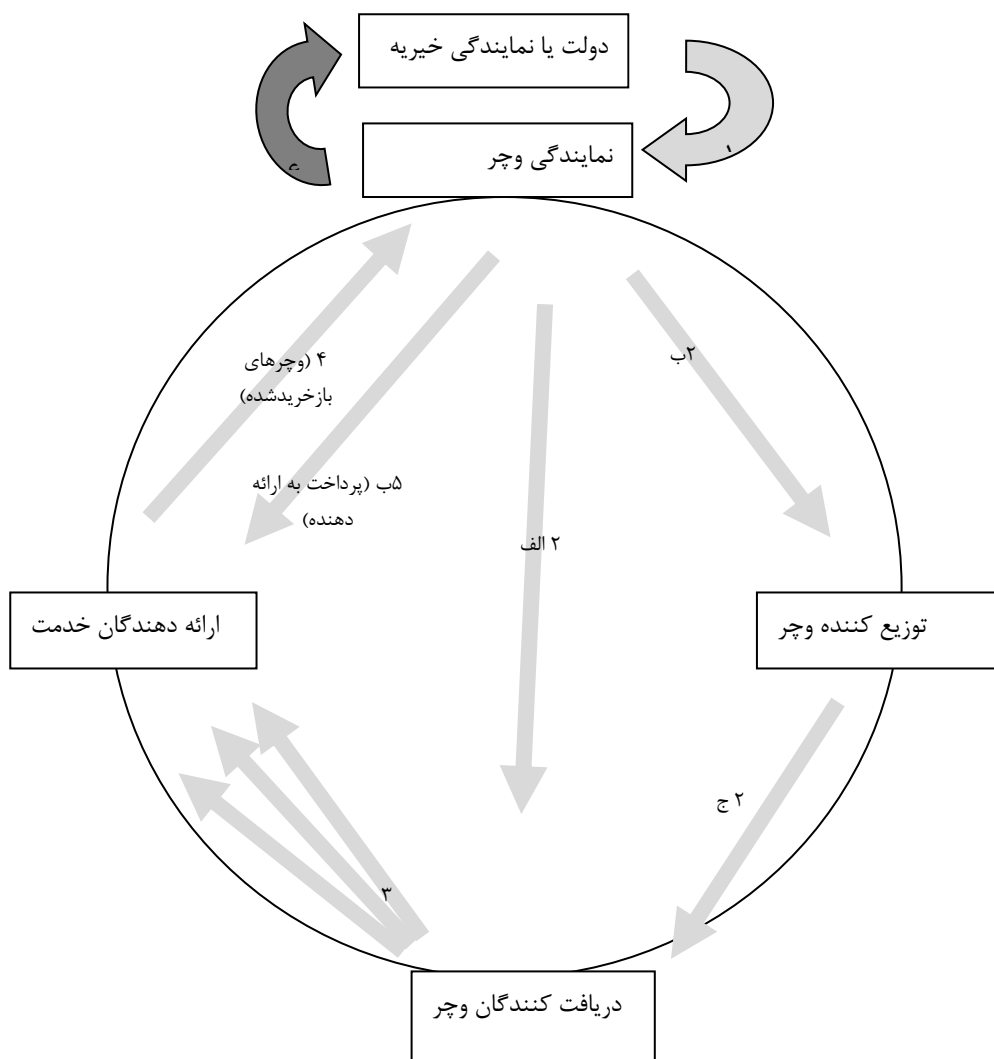 دولت یا نمایندگی خیریه
نمایندگی وچر
۱
۴ (وچرهای
بازخریدشده)
۲ب
۵ب (پرداخت به ارائه
دهنده)
۲ الف
ارائه دهندگان خدمت
توزیع کننده وچر
۲ ج
۳
دریافت کنندگان وچر